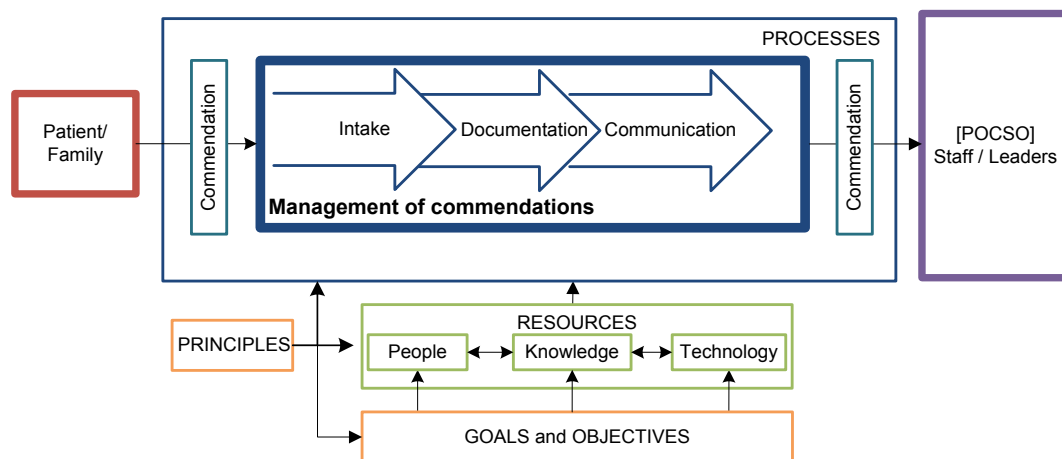 PROCESSES
Patient/
Family
Commendation
Intake
Documentation
Communication
Management of commendations
Commendation
[POCSO]
Staff / Leaders
PRINCIPLES
RESOURCES
People
Knowledge
Technology
GOALS and OBJECTIVES